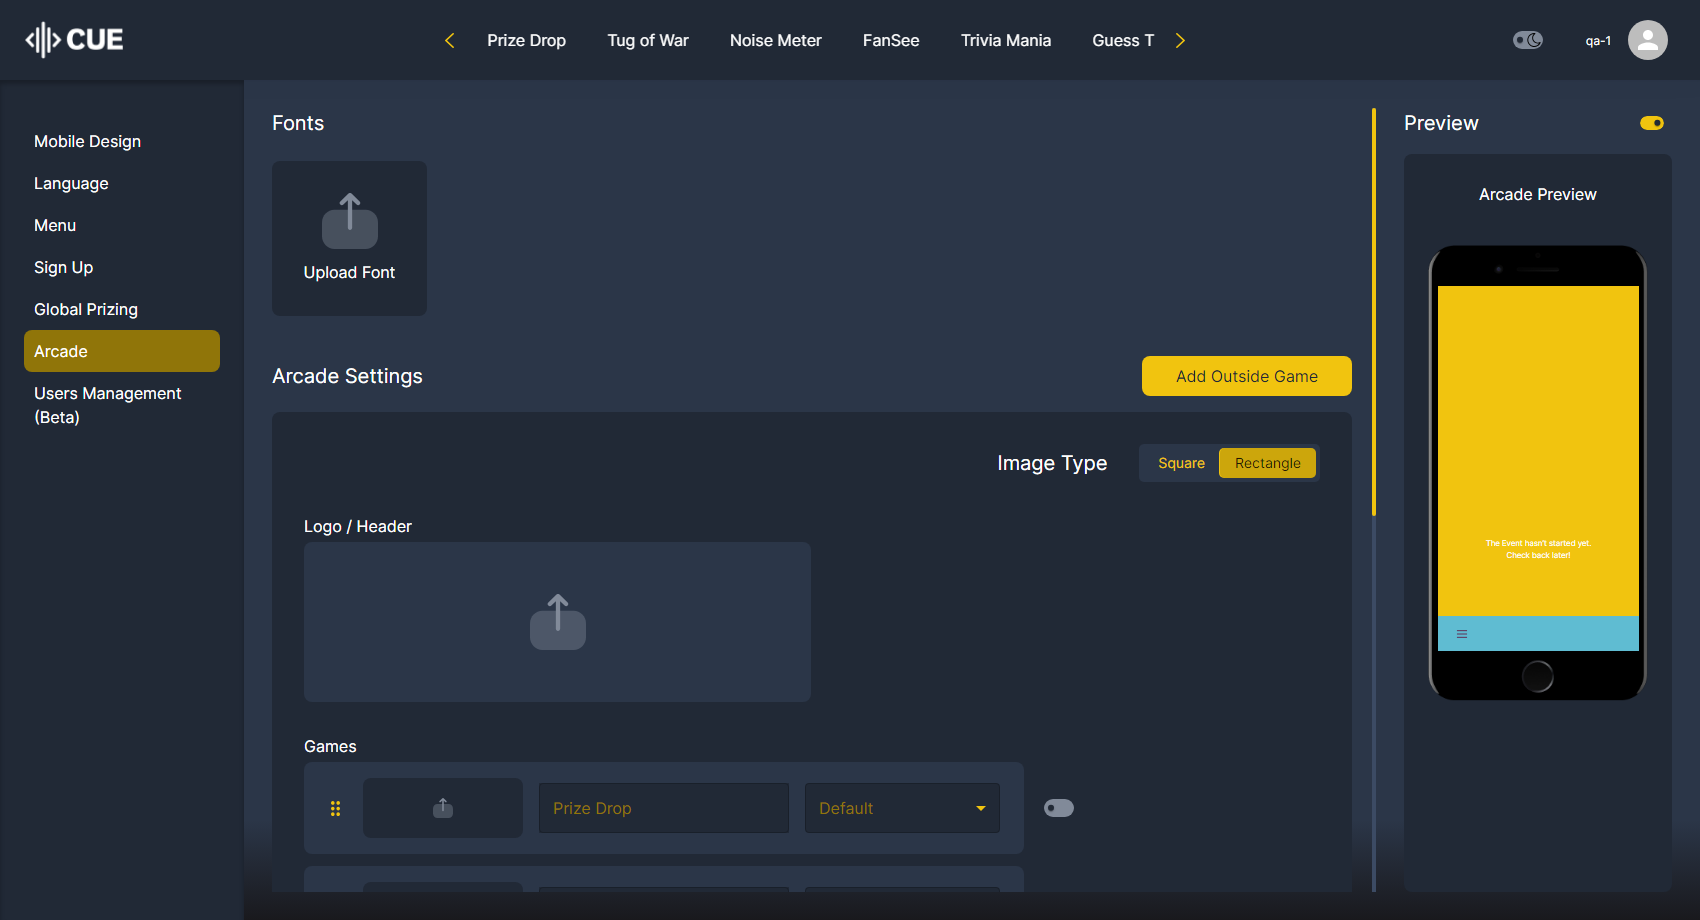 CUE
Prize Drop
Tug of War
Noise Meter
FanSee
Trivia Mania
Guess T
qa-1
Mobile Design
Language
Menu
Sign Up
Global Prizing
Arcade
Users Management
(Beta)
Fonts
Upload Font
Arcade Settings
Add Outside Game
Image Type
Square
Rectangle
Logo / Header
Games
Prize Drop
Default
Preview
Arcade Preview
The Event hasn't started yet.
Check back later!